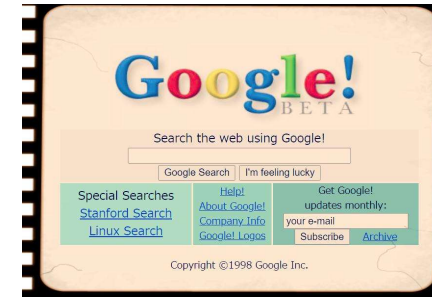 Google!
BETA
Search the web using Google!
Google Search I'm feeling lucky
Special Searches
Stanford Search
Linux Search
Help!
About Google!
Company Info
Google! Logos
Get Google!
updates monthly:
your e-mail
Subscribe Archive
Copyright ©1998 Google Inc.